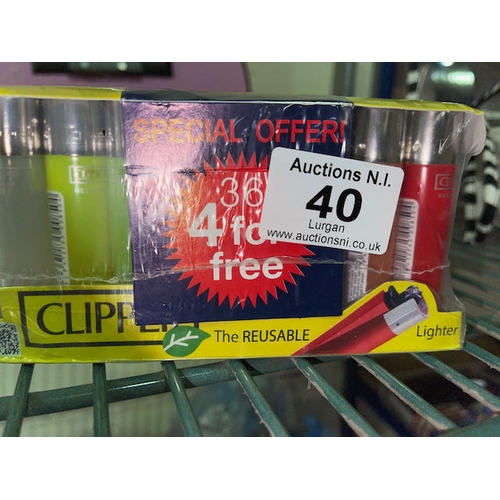 SPECIAL OFFER!
36
4 for
free
Auctions N.I.
40
Lurgan
www.auctionsni.co.uk
CLIPPER
The REUSABLE
Lighter